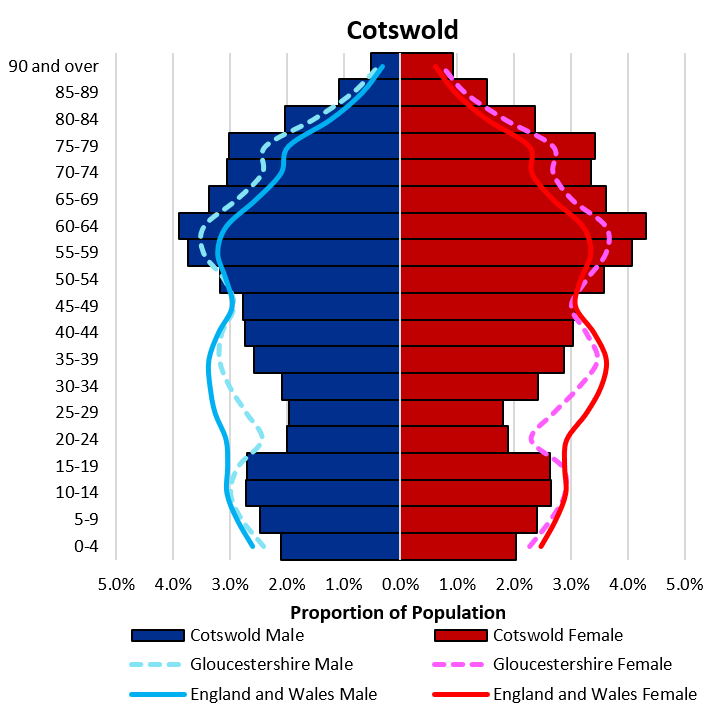 Cotswold
90 and over
85-89
80-84
75-79
70-74
65-69
60-64
55-59
50-54
45-49
40-44
35-39
30-34
25-29
20-24
15-19
10-14
5-9
0-4
5.0% 4.0% 3.0% 2.0% 1.0% 0.0% 1.0% 2.0% 3.0% 4.0% 5.0%
Proportion of Population
Cotswold Male Cotswold Female
Gloucestershire Male Gloucestershire Female
England and Wales Male England and Wales Female